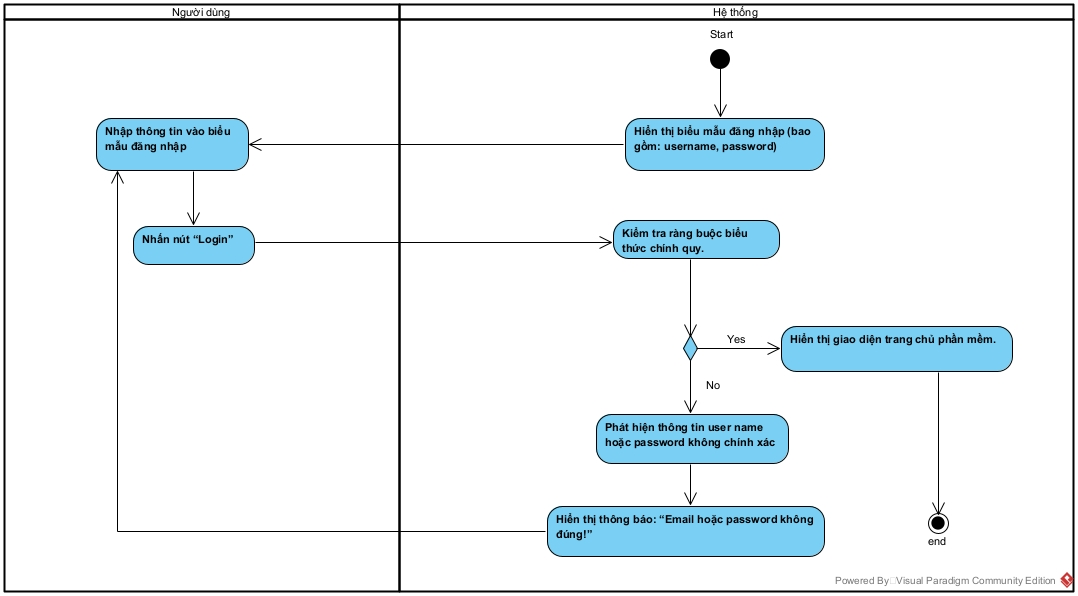 Người dùng
Hệ thống
Start
Nhập thông tin vào biểu
mẫu đăng nhập
Hiển thị biểu mẫu đăng nhập (bao
gồm: username, password)
Nhấn nút “Login”
Kiểm tra ràng buộc biểu
thức chính quy.
Yes
Hiển thị giao diện trang chủ phần mềm.
No
Phát hiện thông tin user name
hoặc password không chính xác
Hiển thị thông báo: “Email hoặc password không
đúng!”
end
Powered By Visual Paradigm Community Edition